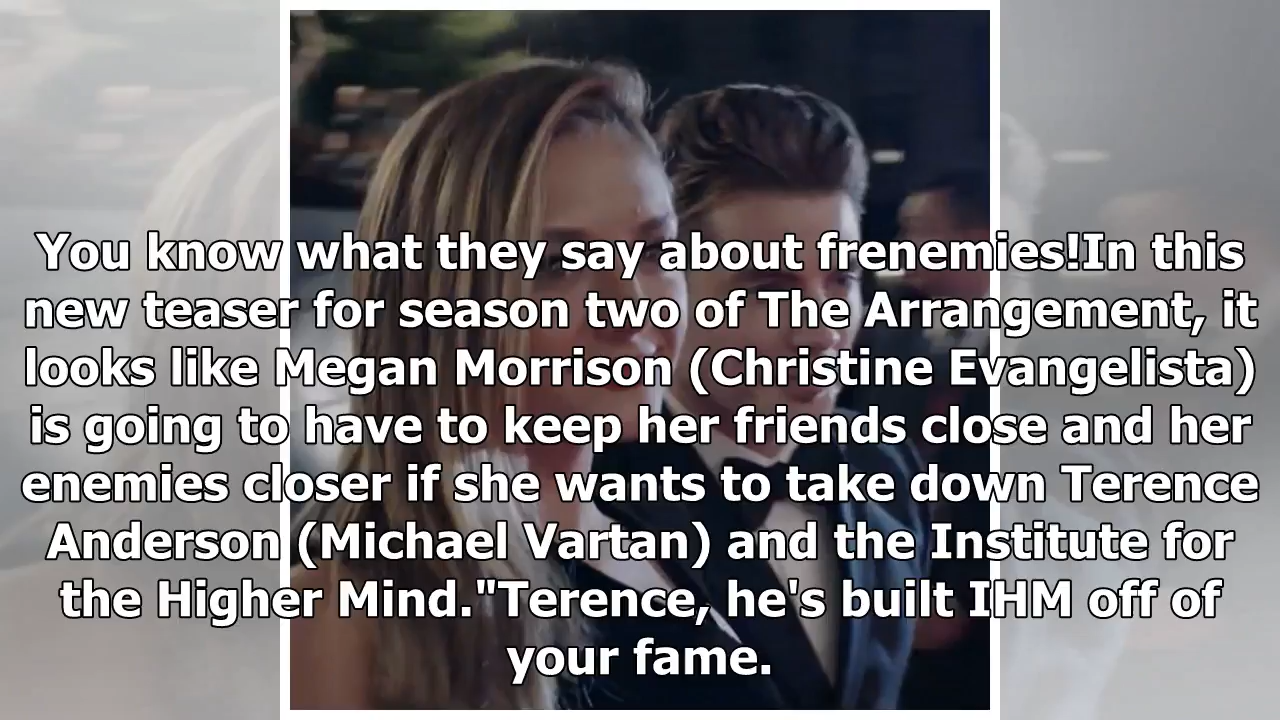 You know what they say about frenemies!In this
new teaser for season two of The Arrangement, it
looks like Megan Morrison (Christine Evangelista)
is going to have to keep her friends close and her
enemies closer if she wants to take down Terence
Anderson (Michael Vartan) and the Institute for
the Higher Mind."Terence, he's built IHM off of
your fame.